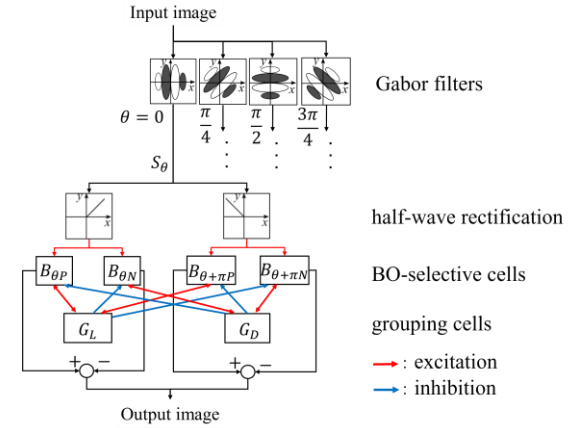 Input image
y x y x y x y x
Gabor filters
θ = 0 π/4 π/2 3π/4
S_θ
y x y x
half-wave rectification
B_θP B_θN B_θ+πP B_θ+πN
BO-selective cells
G_L G_D
grouping cells
: excitation
+ − + −
: inhibition
Output image